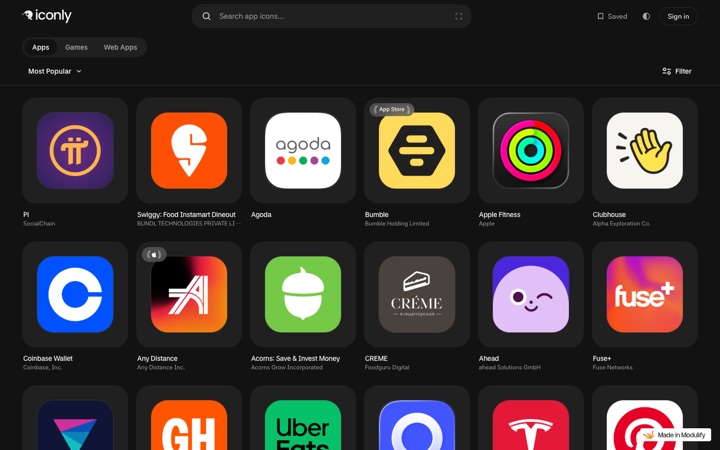 iconly
Search app icons...
Saved
Sign in
Apps
Games
Web Apps
Most Popular
Filter
App Store
agoda
PI
Swiggy: Food Instamart Dineout
Agoda
Bumble
Apple Fitness
Clubhouse
SocialChain
BUNDL TECHNOLOGIES PRIVATE LI···
Bumble Holding Limited
Apple
Alpha Exploration Co.
CRÉME
КОНДИТЕРСКАЯ
fuse+
Coinbase Wallet
Any Distance
Acorns: Save & Invest Money
CREME
Ahead
Fuse+
Coinbase, Inc.
Any Distance Inc.
Acorns Grow Incorporated
Foodguru Digital
ahead Solutions GmbH
Fuse Networks
GH
Uber
Eats
Made in Modulify